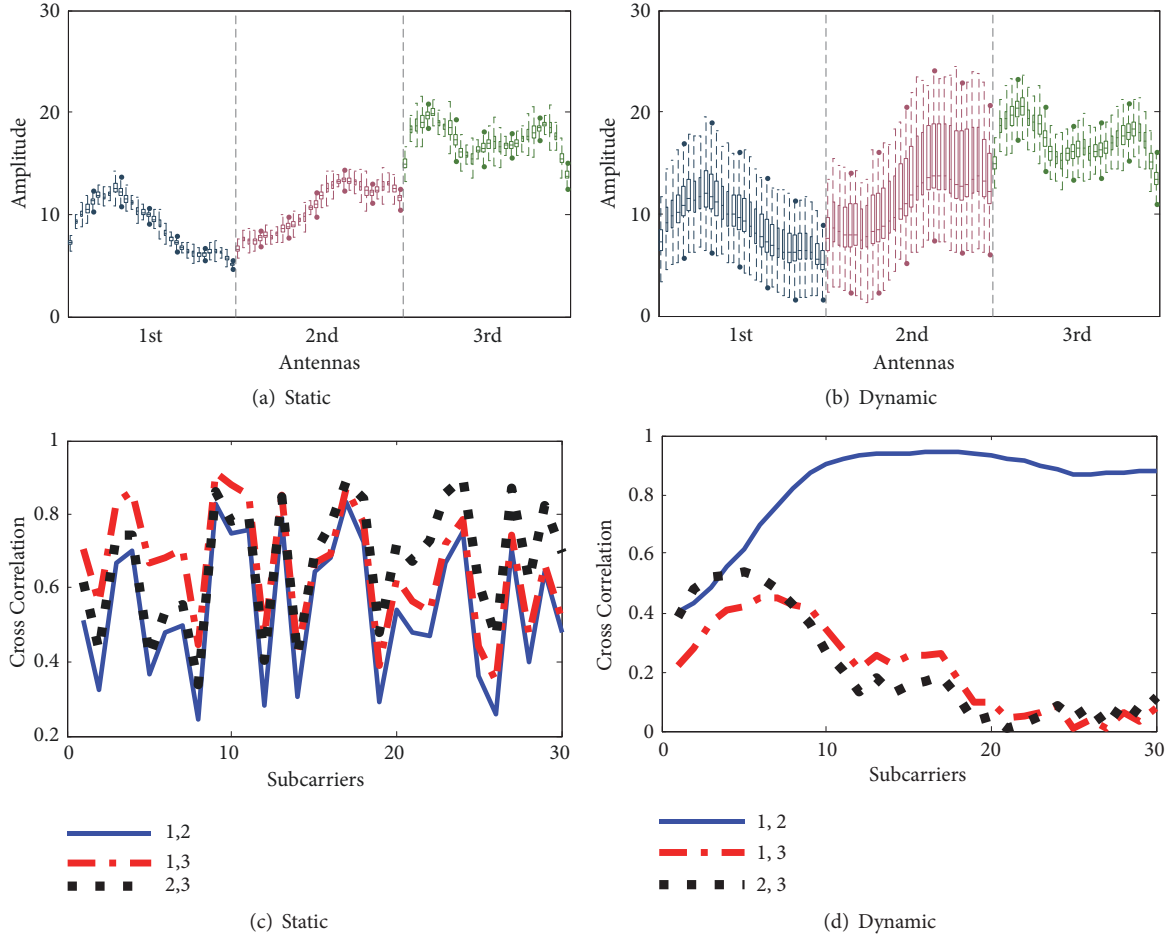 Amplitude
30
20
10
0
1st 2nd 3rd
Antennas
(a) Static
Amplitude
30
20
10
0
1st 2nd 3rd
Antennas
(b) Dynamic
Cross Correlation
1
0.8
0.6
0.4
0.2
0 10 20 30
Subcarriers
1,2
1,3
2,3
(c) Static
Cross Correlation
1
0.8
0.6
0.4
0.2
0
0 10 20 30
Subcarriers
1, 2
1, 3
2, 3
(d) Dynamic